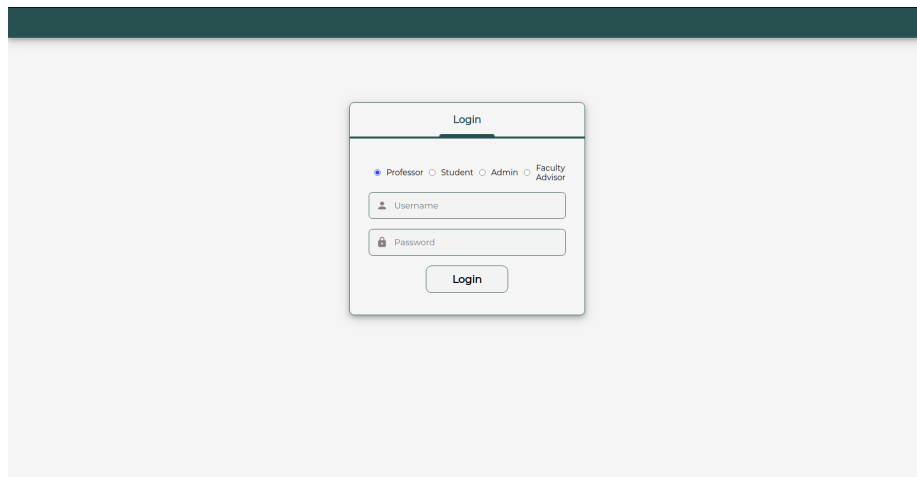 Login
Professor Student Admin Faculty Advisor
Username
Password
Login